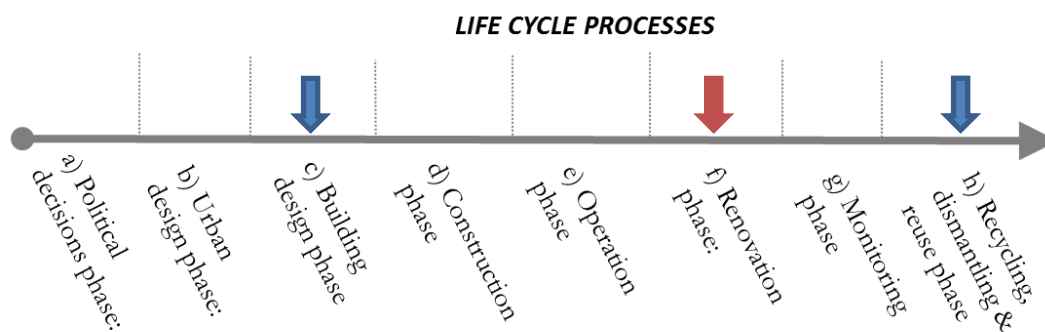 LIFE CYCLE PROCESSES
a) Political
decisions phase:
b) Urban
design phase:
c) Building
design phase
d) Construction
phase
e) Operation
phase
f) Renovation
phase:
g) Monitoring
phase
h) Recycling,
dismantling &
reuse phase